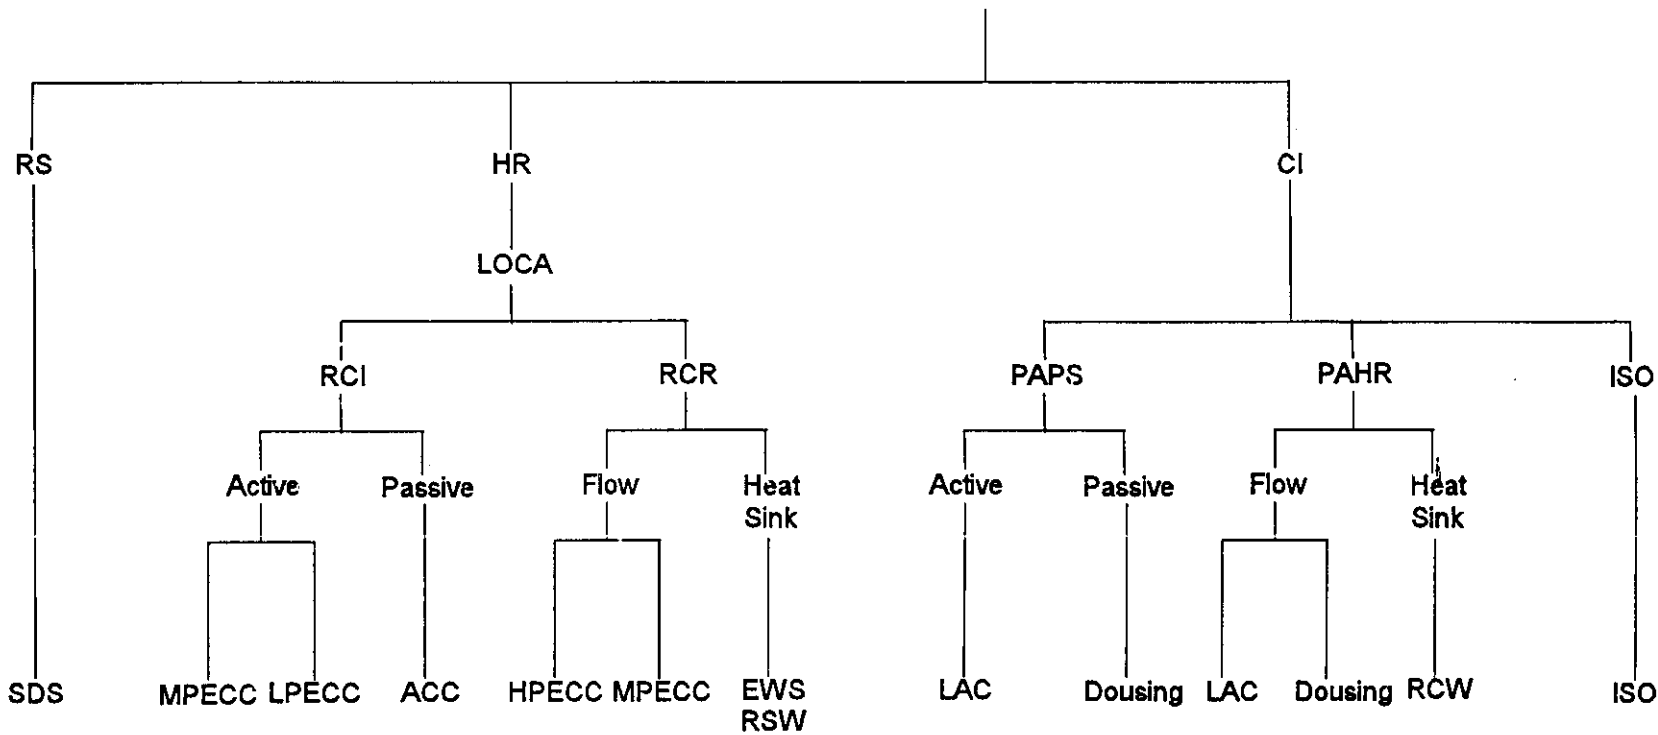 RS HR CI
LOCA
RCI RCR PAPS PAHR ISO
Active Passive Flow Heat Sink Active Passive Flow Heat Sink
SDS MPECC LPECC ACC HPECC MPECC EWS RSW LAC Dousing LAC Dousing RCW ISO